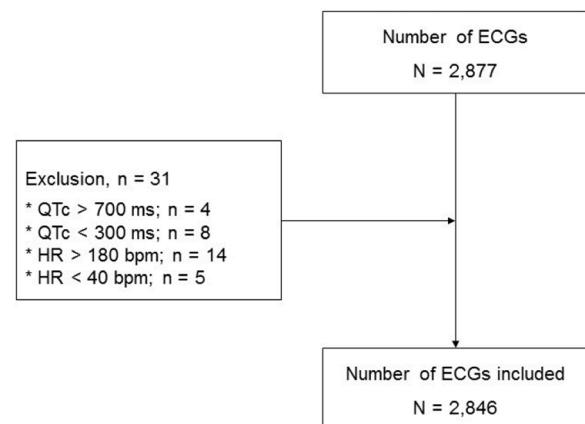 Number of ECGs
N = 2,877
Exclusion, n = 31
* QTc > 700 ms; n = 4
* QTc < 300 ms; n = 8
* HR > 180 bpm; n = 14
* HR < 40 bpm; n = 5
Number of ECGs included
N = 2,846